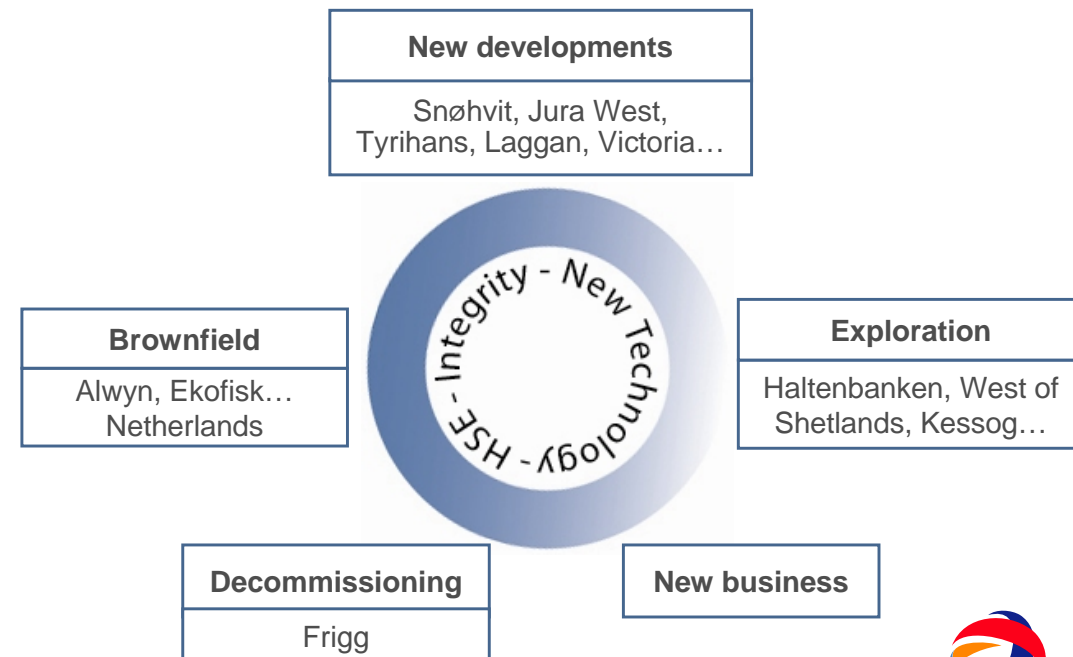 New developments
Snøhvit, Jura West,
Tyrihans, Laggan, Victoria…
HSE - Integrity - New Technology -
Brownfield
Alwyn, Ekofisk…
Netherlands
Exploration
Haltenbanken, West of
Shetlands, Kessog…
Decommissioning
Frigg
New business